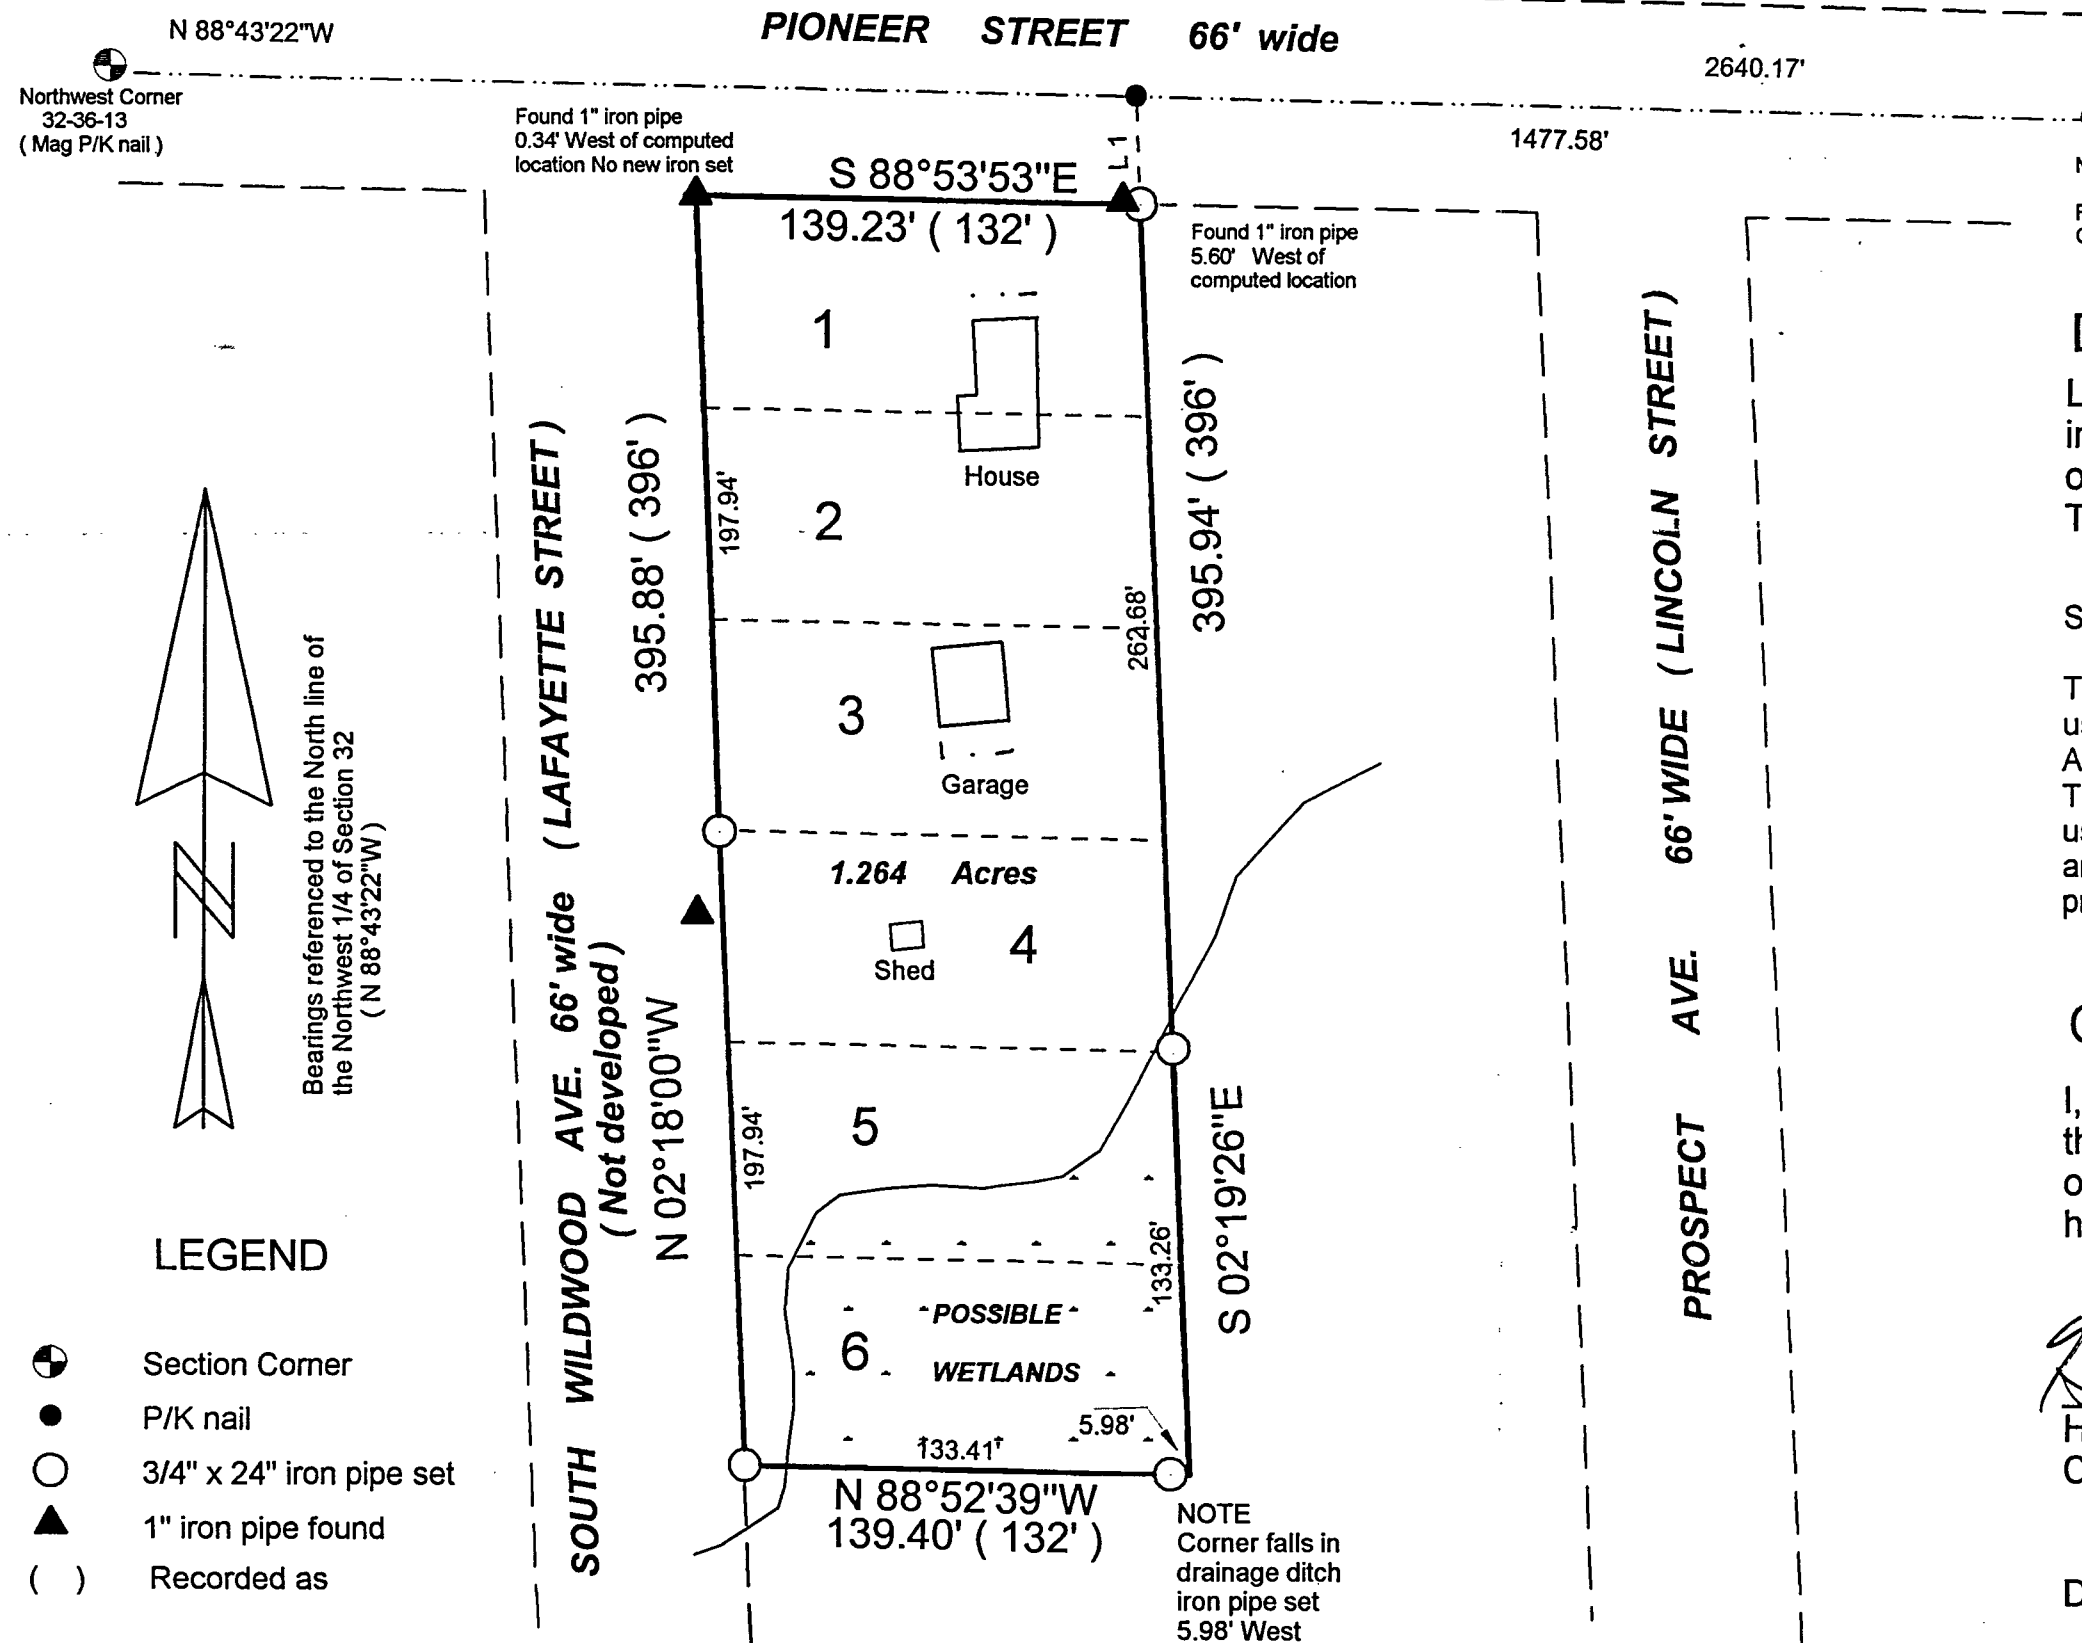 N 88°43'22"W
PIONEER STREET 66' wide
2640.17'
Northwest Corner
32-36-13
( Mag P/K nail )
Found 1" iron pipe
0.34' West of computed
location No new iron set
L 1
1477.58'
S 88°53'53"E
139.23' ( 132' )
Found 1" iron pipe
5.60' West of
computed location
1
House
2
197.94'
395.88' ( 396' )
395.94' ( 396' )
262.68'
3
Garage
1.264 Acres
4
Shed
5
197.94'
N 02°18'00"W
S 02°19'26"E
133.26'
POSSIBLE
6
WETLANDS
5.98'
133.41'
N 88°52'39"W
139.40' ( 132' )
NOTE
Corner falls in
drainage ditch
iron pipe set
5.98' West
SOUTH WILDWOOD AVE. 66' wide ( LAFAYETTE STREET )
( Not developed )
PROSPECT AVE. 66' WIDE ( LINCOLN STREET )
Bearings referenced to the North line of
the Northwest 1/4 of Section 32
( N 88°43'22"W )
N
LEGEND
Section Corner
P/K nail
3/4" x 24" iron pipe set
1" iron pipe found
( ) Recorded as